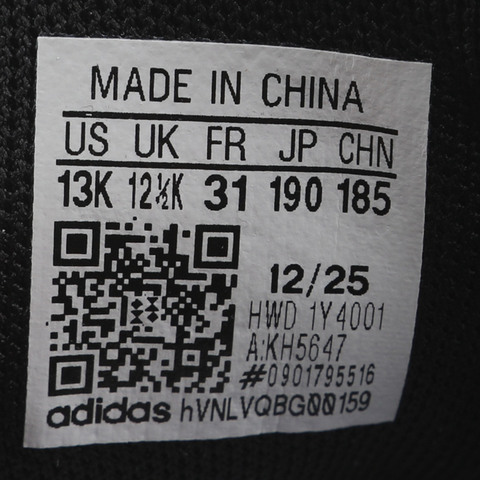 MADE IN CHINA
US UK FR JP CHN
13K 12½K 31 190 185
12/25
HWD 1Y4001
A:KH5647
#0901795516
adidas hVNLVQBG00159